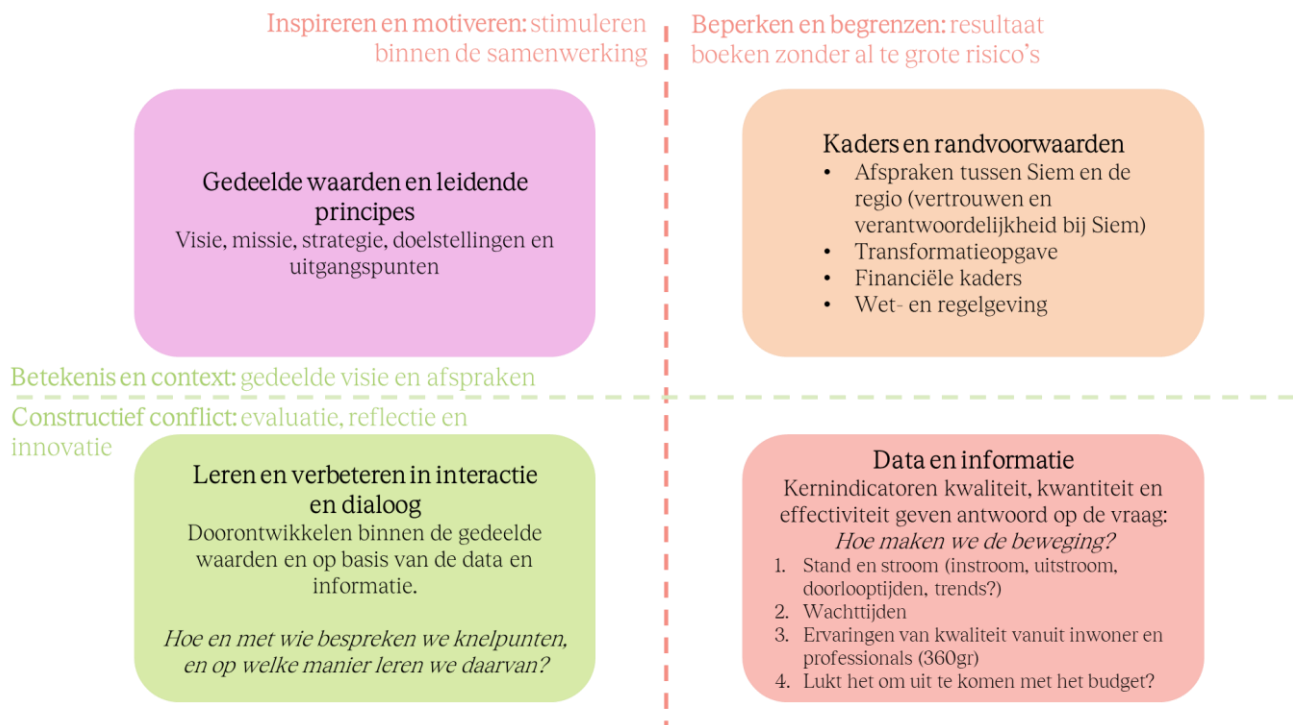 Inspireren en motiveren: stimuleren
binnen de samenwerking
Beperken en begrenzen: resultaat
boeken zonder al te grote risico's
Gedeelde waarden en leidende
principes
Visie, missie, strategie, doelstellingen en
uitgangspunten
Kaders en randvoorwaarden
• Afspraken tussen Siem en de
regio (vertrouwen en
verantwoordelijkheid bij Siem)
• Transformatieopgave
• Financiële kaders
• Wet- en regelgeving
Betekenis en context: gedeelde visie en afspraken
Constructief conflict: evaluatie, reflectie en
innovatie
Leren en verbeteren in interactie
en dialoog
Doorontwikkelen binnen de gedeelde
waarden en op basis van de data en
informatie.
Hoe en met wie bespreken we knelpunten,
en op welke manier leren we daarvan?
Data en informatie
Kernindicatoren kwaliteit, kwantiteit en
effectiviteit geven antwoord op de vraag:
Hoe maken we de beweging?
1. Stand en stroom (instroom, uitstroom,
doorlooptijden, trends?)
2. Wachttijden
3. Ervaringen van kwaliteit vanuit inwoner en
professionals (360gr)
4. Lukt het om uit te komen met het budget?